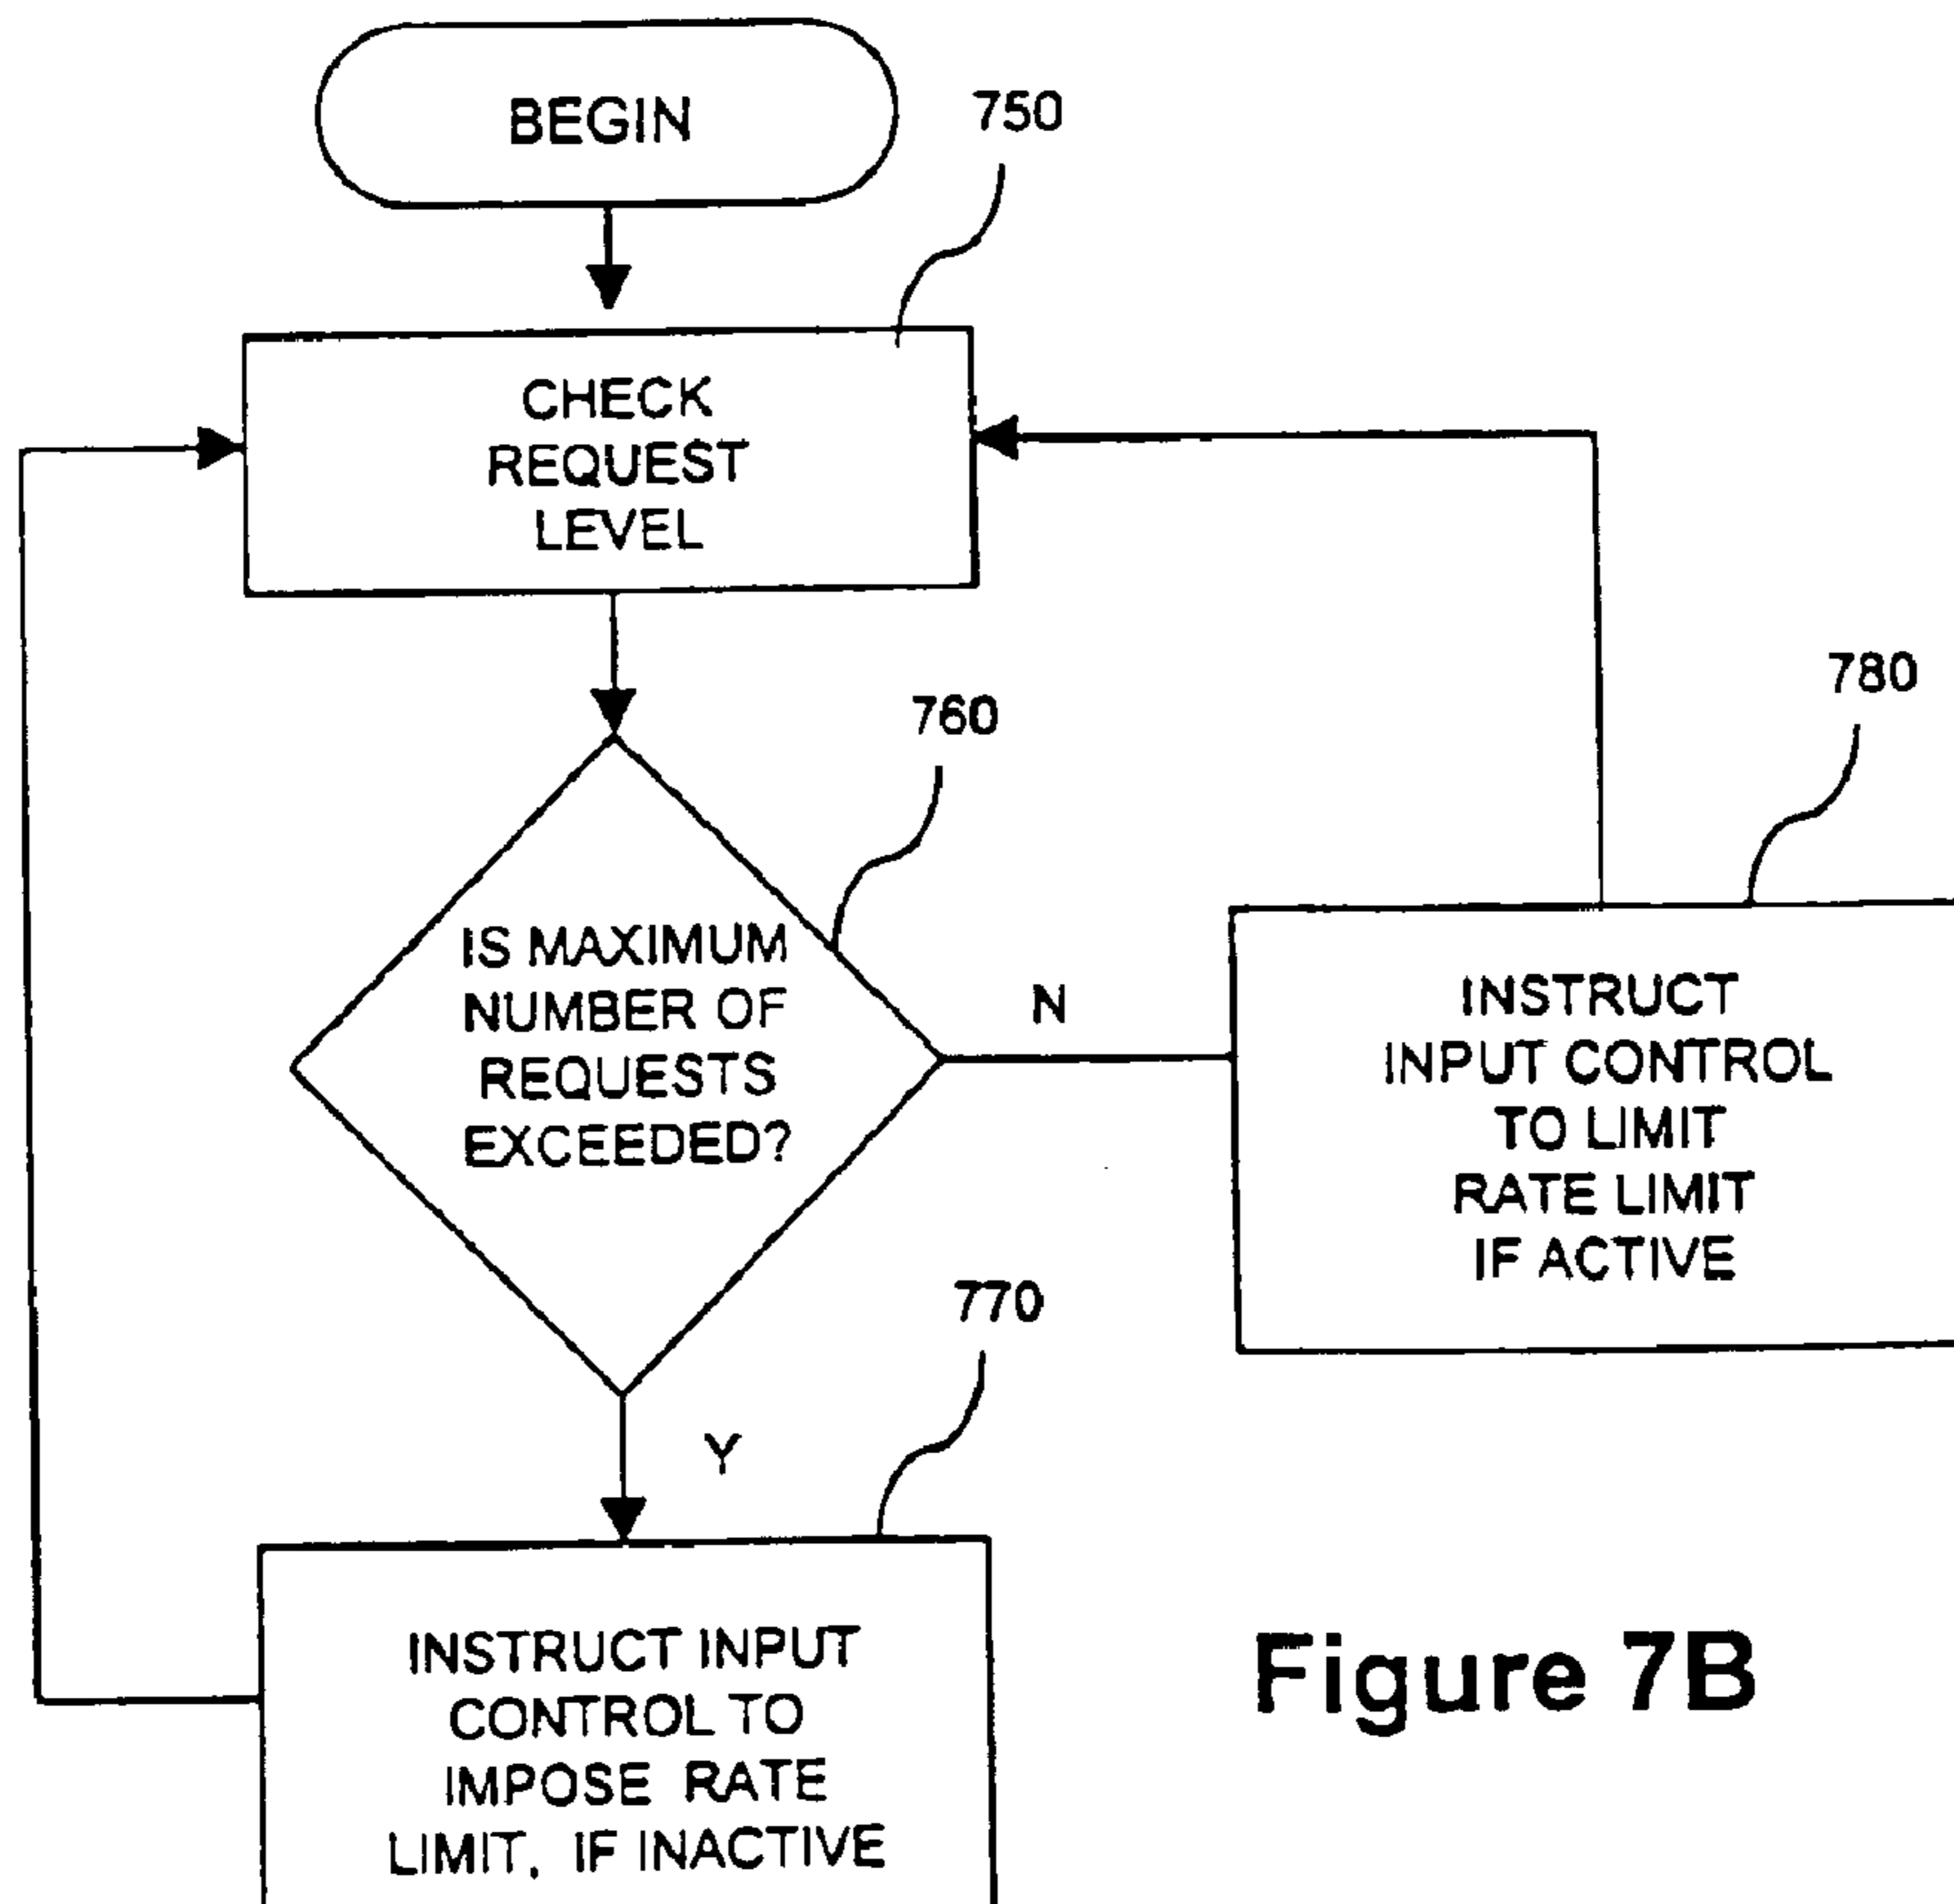 BEGIN
750
CHECK
REQUEST
LEVEL
760
IS MAXIMUM
NUMBER OF
REQUESTS
EXCEEDED?
N
780
INSTRUCT
INPUT CONTROL
TO LIMIT
RATE LIMIT
IF ACTIVE
Y
770
INSTRUCT INPUT
CONTROL TO
IMPOSE RATE
LIMIT, IF INACTIVE
Figure 7B